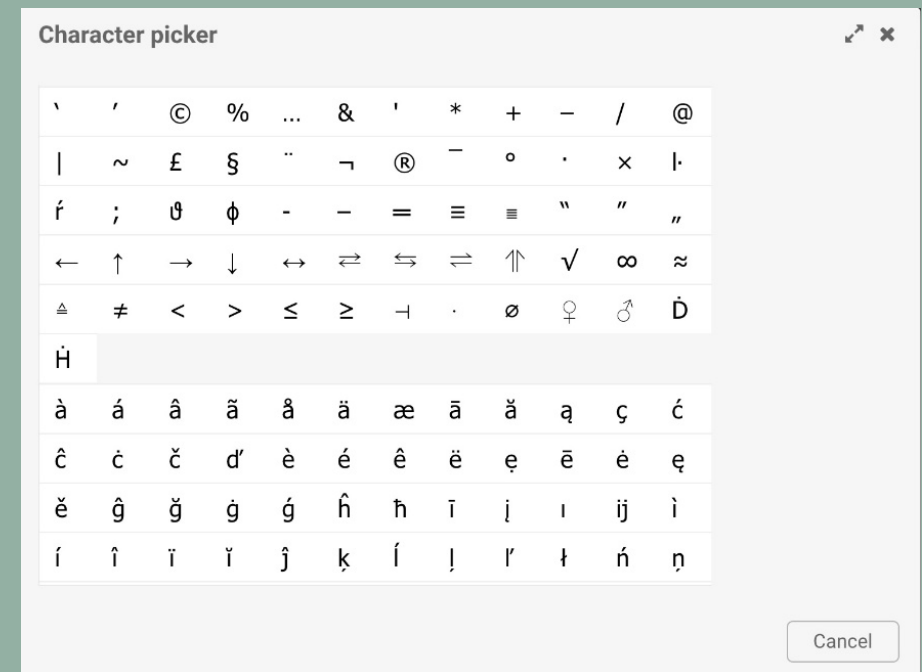 Character picker
‵ ′ © % … & ' * + − / @
| ~ £ § ¨ ¬ ® ¯ ° · × ŀ
ŕ ; ϑ ϕ - – = ≡ ≣ ‶ ″ „
← ↑ → ↓ ↔ ⇄ ⇆ ⇌ ⥮ √ ∞ ≈
≙ ≠ < > ≤ ≥ ⊣ · ø ♀ ♂ Ḋ
Ḣ
à á â ã å ä æ ā ă ą ç ć
ĉ ċ č ď è é ê ë ẹ ē ė ę
ě ĝ ğ ġ ǵ ĥ ħ ī į ı ij ì
í î ï ĭ ĵ ķ ĺ ļ ľ ł ń ņ
Cancel